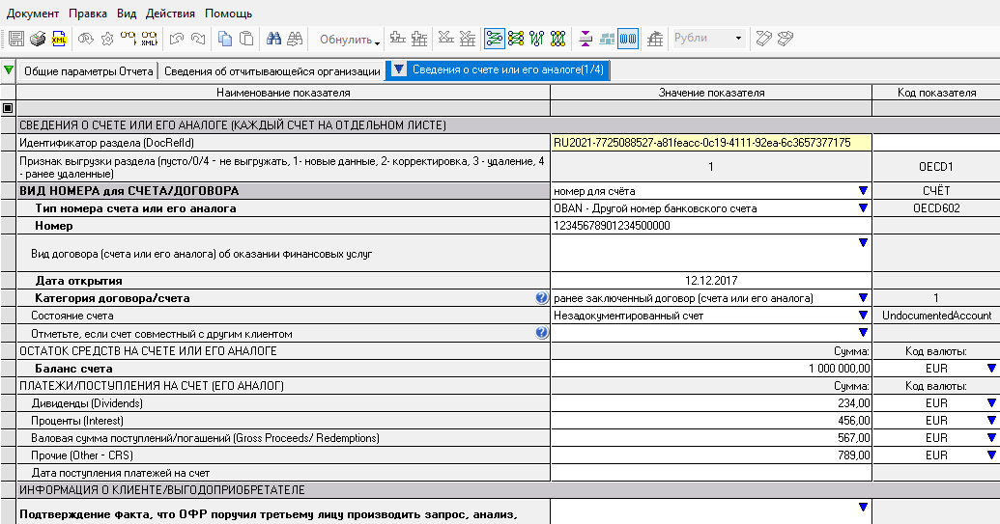 Документ Правка Вид Действия Помощь
XML XML Обнулить Рубли
Общие параметры Отчета Сведения об отчитывающейся организации Сведения о счете или его аналоге(1/4)
Наименование показателя Значение показателя Код показателя
СВЕДЕНИЯ О СЧЕТЕ ИЛИ ЕГО АНАЛОГЕ (КАЖДЫЙ СЧЕТ НА ОТДЕЛЬНОМ ЛИСТЕ)
Идентификатор раздела (DocRefId) RU2021-7725088527-a81feacc-0c19-4111-92ea-6c3657377175
Признак выгрузки раздела (пусто/0/4 - не выгружать, 1- новые данные, 2- корректировка, 3 - удаление, 4
- ранее удаленные) 1 OECD1
ВИД НОМЕРА для СЧЕТА/ДОГОВОРА номер для счёта СЧЁТ
Тип номера счета или его аналога OBAN - Другой номер банковского счета OECD602
Номер 12345678901234500000
Вид договора (счета или его аналога) об оказании финансовых услуг
Дата открытия 12.12.2017
Категория договора/счета ? ранее заключенный договор (счета или его аналога) 1
Состояние счета Незадокументированный счет UndocumentedAccount
Отметьте, если счет совместный с другим клиентом ?
ОСТАТОК СРЕДСТВ НА СЧЕТЕ ИЛИ ЕГО АНАЛОГЕ Сумма: Код валюты:
Баланс счета 1 000 000,00 EUR
ПЛАТЕЖИ/ПОСТУПЛЕНИЯ НА СЧЕТ (ЕГО АНАЛОГ) Сумма: Код валюты:
Дивиденды (Dividends) 234,00 EUR
Проценты (Interest) 456,00 EUR
Валовая сумма поступлений/погашений (Gross Proceeds/ Redemptions) 567,00 EUR
Прочие (Other - CRS) 789,00 EUR
Дата поступления платежей на счет
ИНФОРМАЦИЯ О КЛИЕНТЕ/ВЫГОДОПРИОБРЕТАТЕЛЕ
Подтверждение факта, что ОФР поручил третьему лицу производить запрос, анализ,